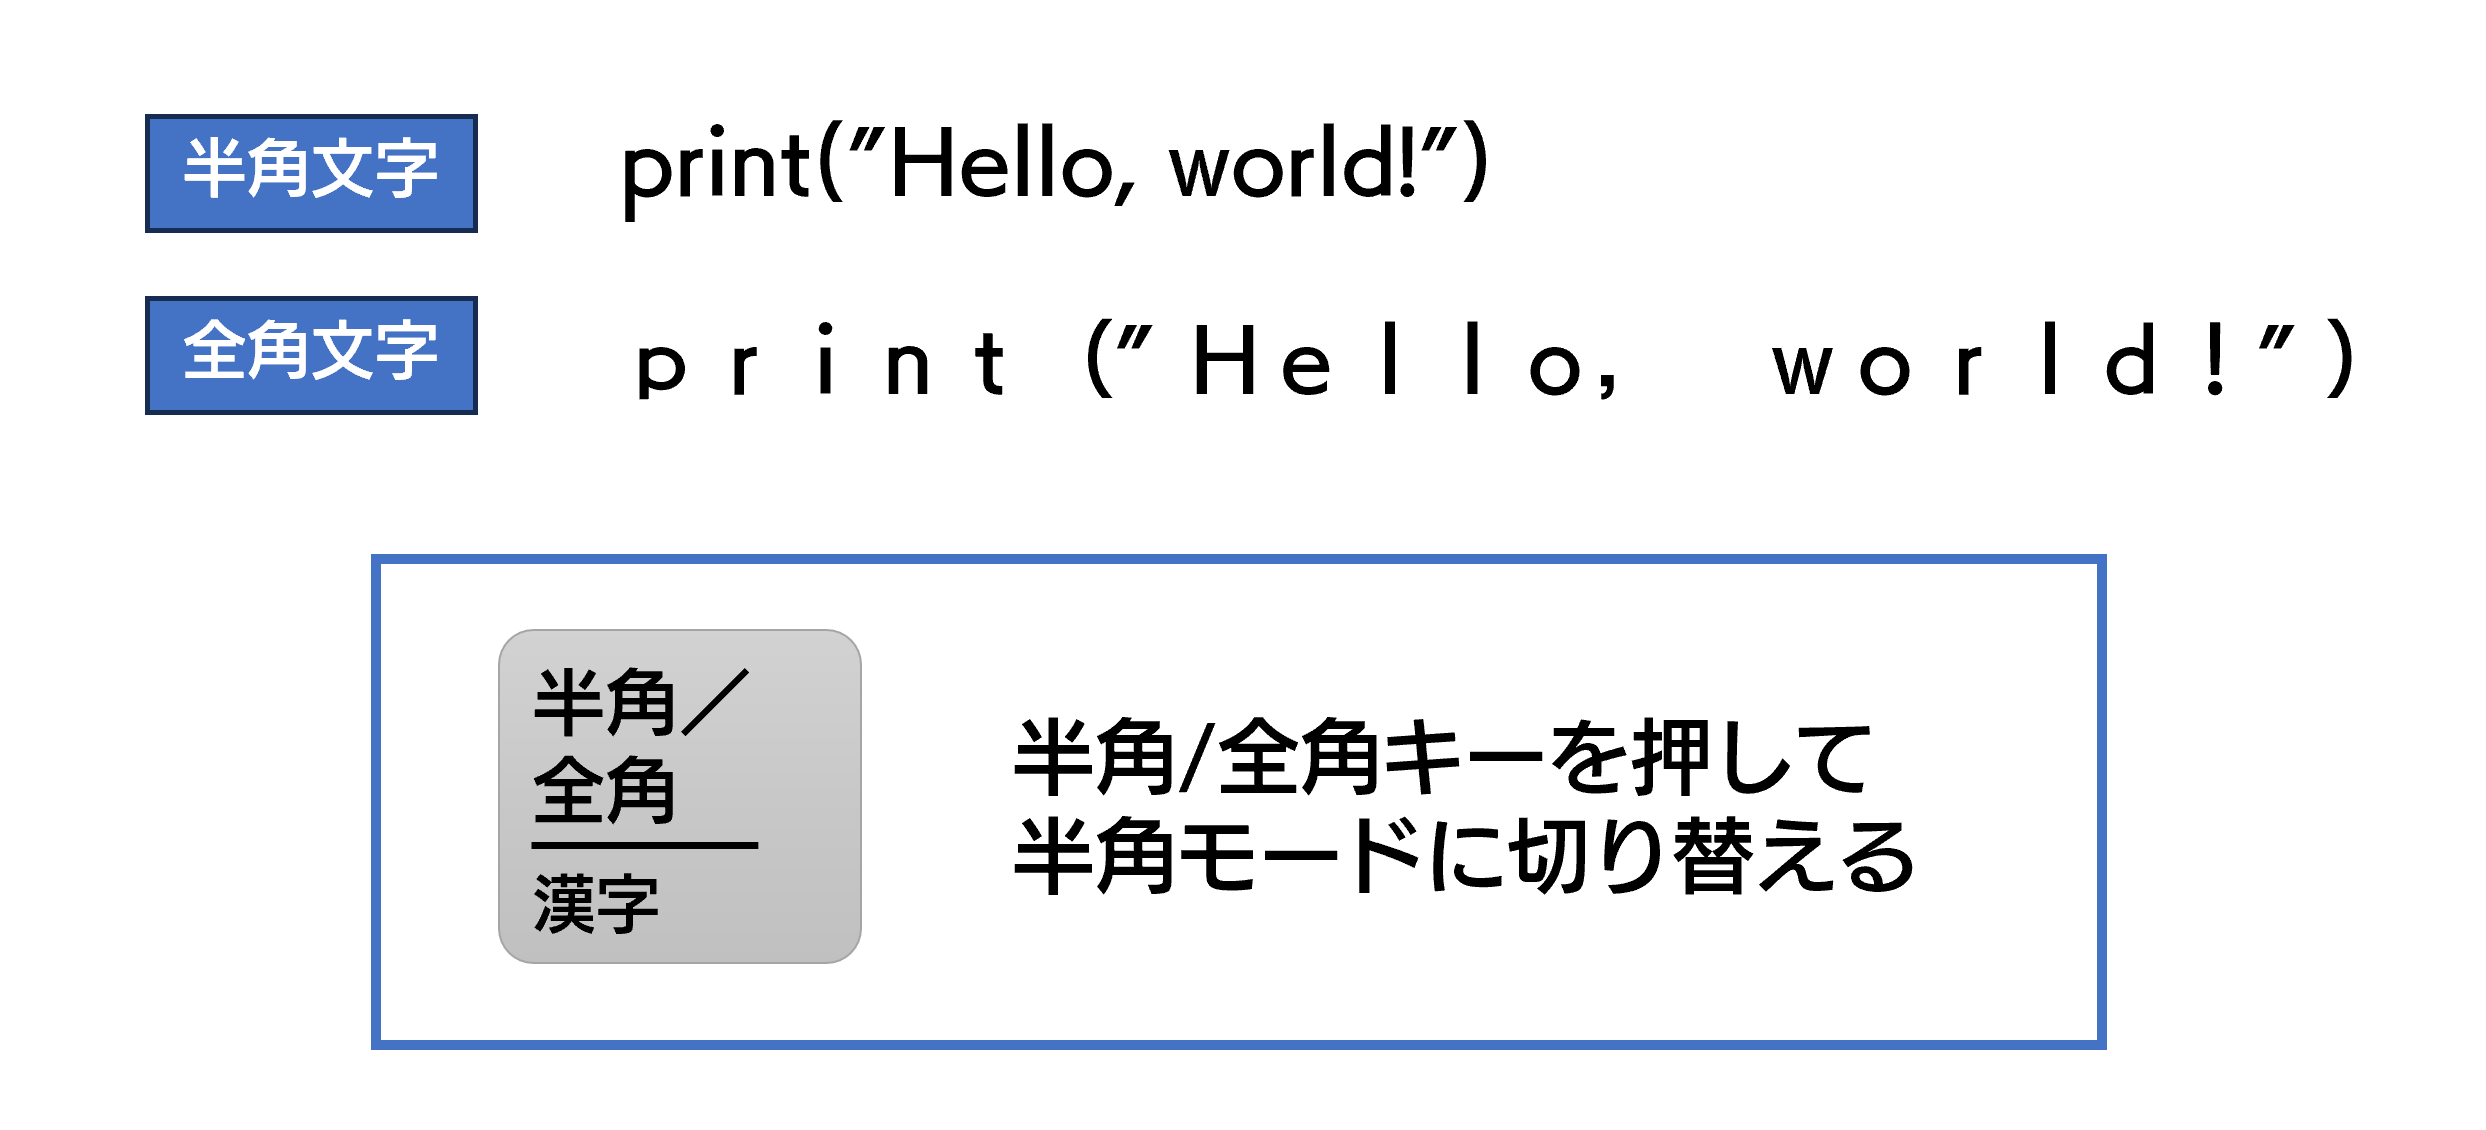 半角文字
print("Hello, world!")
全角文字
ｐｒｉｎｔ（＂Ｈｅｌｌｏ，　ｗｏｒｌｄ！＂）
半角／
全角
漢字
半角/全角キーを押して
半角モードに切り替える